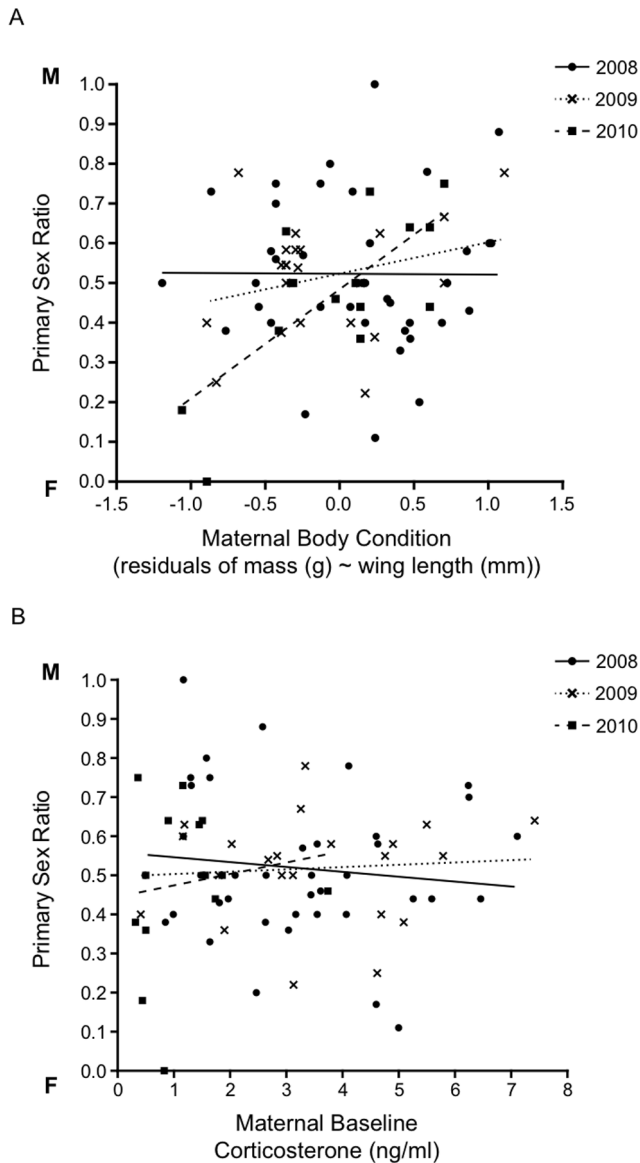 A
M
2008
2009
2010
1.0
0.9
0.8
0.7
0.6
0.5
0.4
0.3
0.2
0.1
0.0
Primary Sex Ratio
F
-1.5 -1.0 -0.5 0.0 0.5 1.0 1.5
Maternal Body Condition
(residuals of mass (g) ~ wing length (mm))
B
M
2008
2009
2010
1.0
0.9
0.8
0.7
0.6
0.5
0.4
0.3
0.2
0.1
0.0
Primary Sex Ratio
F
0 1 2 3 4 5 6 7 8
Maternal Baseline
Corticosterone (ng/ml)